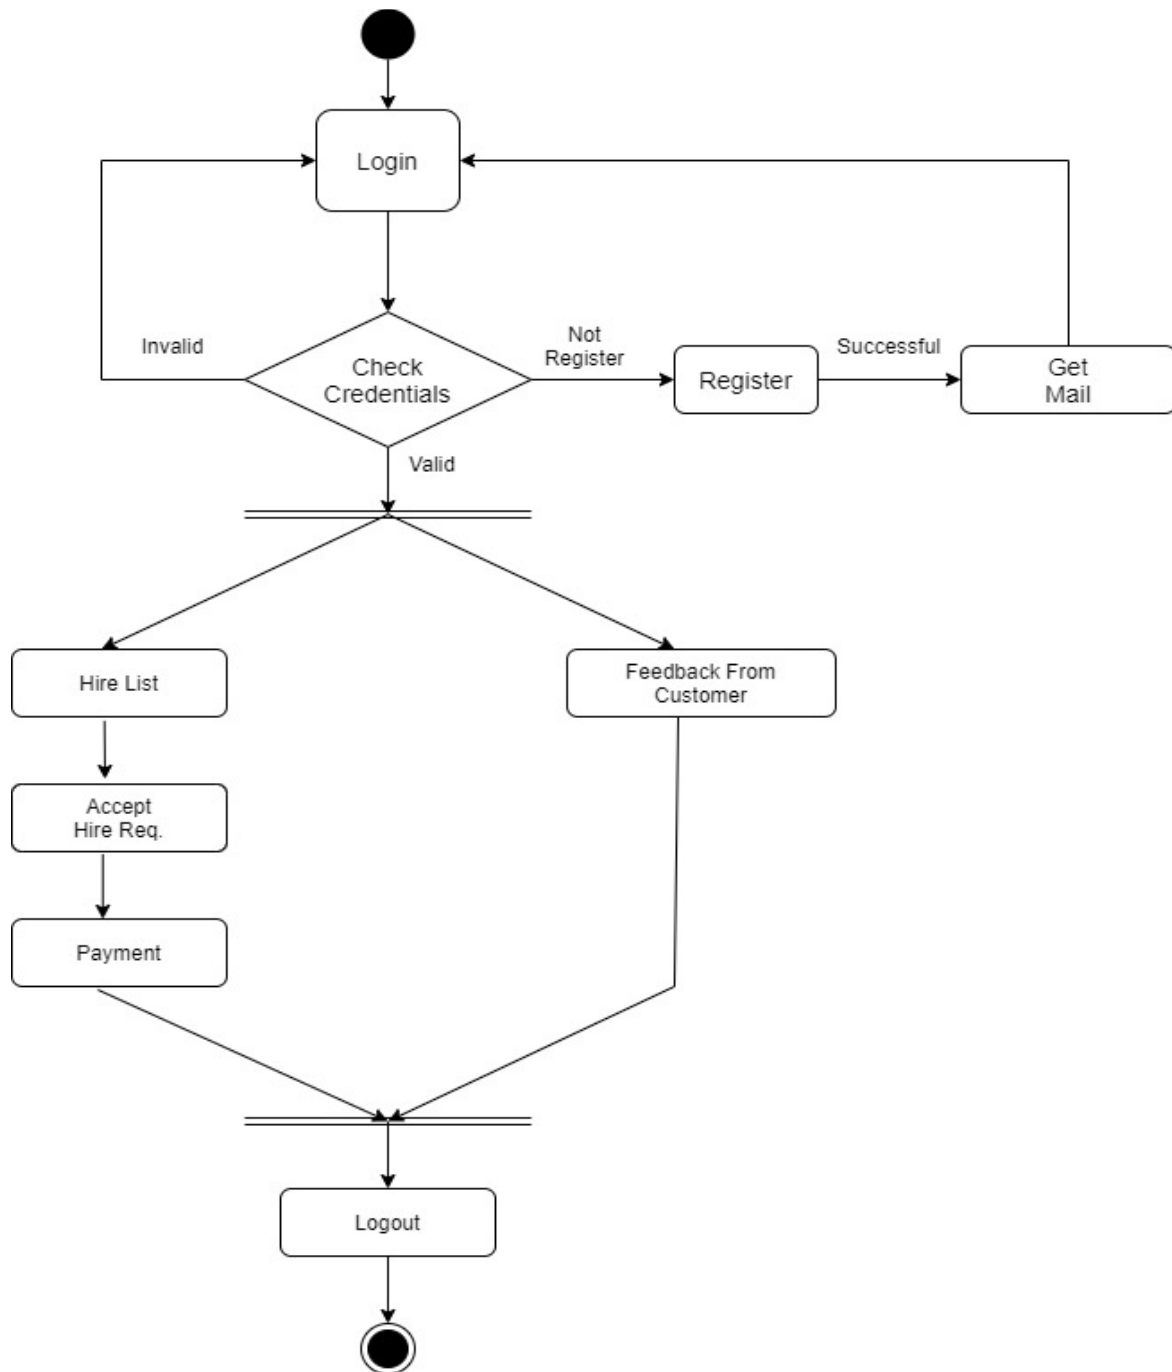 Login
Invalid
Not
Register
Successful
Check
Credentials
Register
Get
Mail
Valid
Hire List
Feedback From
Customer
Accept
Hire Req.
Payment
Logout